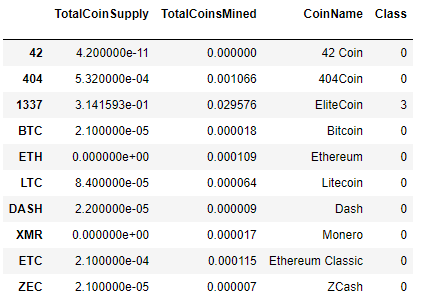 TotalCoinSupply TotalCoinsMined CoinName Class
42 4.200000e-11 0.000000 42 Coin 0
404 5.320000e-04 0.001066 404Coin 0
1337 3.141593e-01 0.029576 EliteCoin 3
BTC 2.100000e-05 0.000018 Bitcoin 0
ETH 0.000000e+00 0.000109 Ethereum 0
LTC 8.400000e-05 0.000064 Litecoin 0
DASH 2.200000e-05 0.000009 Dash 0
XMR 0.000000e+00 0.000017 Monero 0
ETC 2.100000e-04 0.000115 Ethereum Classic 0
ZEC 2.100000e-05 0.000007 ZCash 0